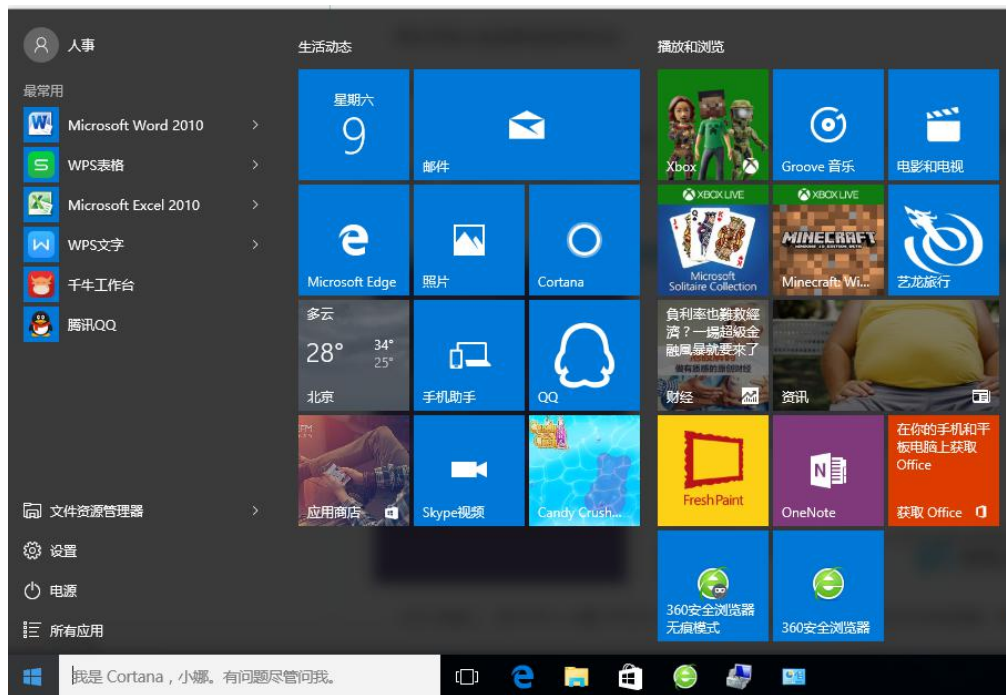 人事
最常用
Microsoft Word 2010
WPS表格
Microsoft Excel 2010
WPS文字
千牛工作台
腾讯QQ
文件资源管理器
设置
电源
所有应用
生活动态
星期六
9
邮件
Microsoft Edge
照片
Cortana
多云
28° 34°
25°
北京
手机助手
QQ
应用商店
Skype视频
Candy Crush...
播放和浏览
Xbox
Groove 音乐
电影和电视
XBOX LIVE
Microsoft
Solitaire Collection
XBOX LIVE
MINECRAFT
Minecraft: Wi...
艺龙旅行
負利率也難救經
濟？一場超級金
融風暴就要來了
财经
资讯
Fresh Paint
OneNote
在你的手机和平
板电脑上获取
Office
获取 Office
360安全浏览器
无痕模式
360安全浏览器
我是 Cortana，小娜。有问题尽管问我。